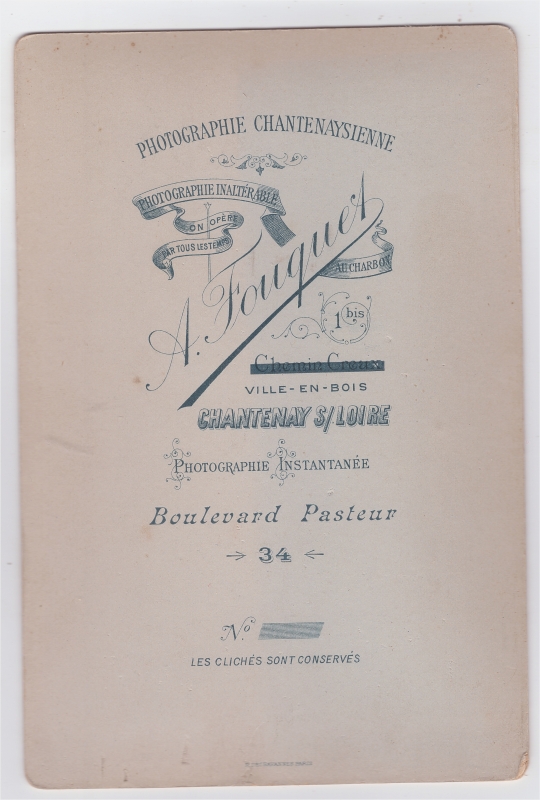 PHOTOGRAPHIE CHANTENAYSIENNE
PHOTOGRAPHIE INALTÉRABLE
ON OPÈRE
PAR TOUS LES TEMPS
AU CHARBON
A. Fouquet
1 bis
Chemin Creux
VILLE-EN-BOIS
CHANTENAY S/LOIRE
PHOTOGRAPHIE INSTANTANÉE
Boulevard Pasteur
34
No
LES CLICHÉS SONT CONSERVÉS